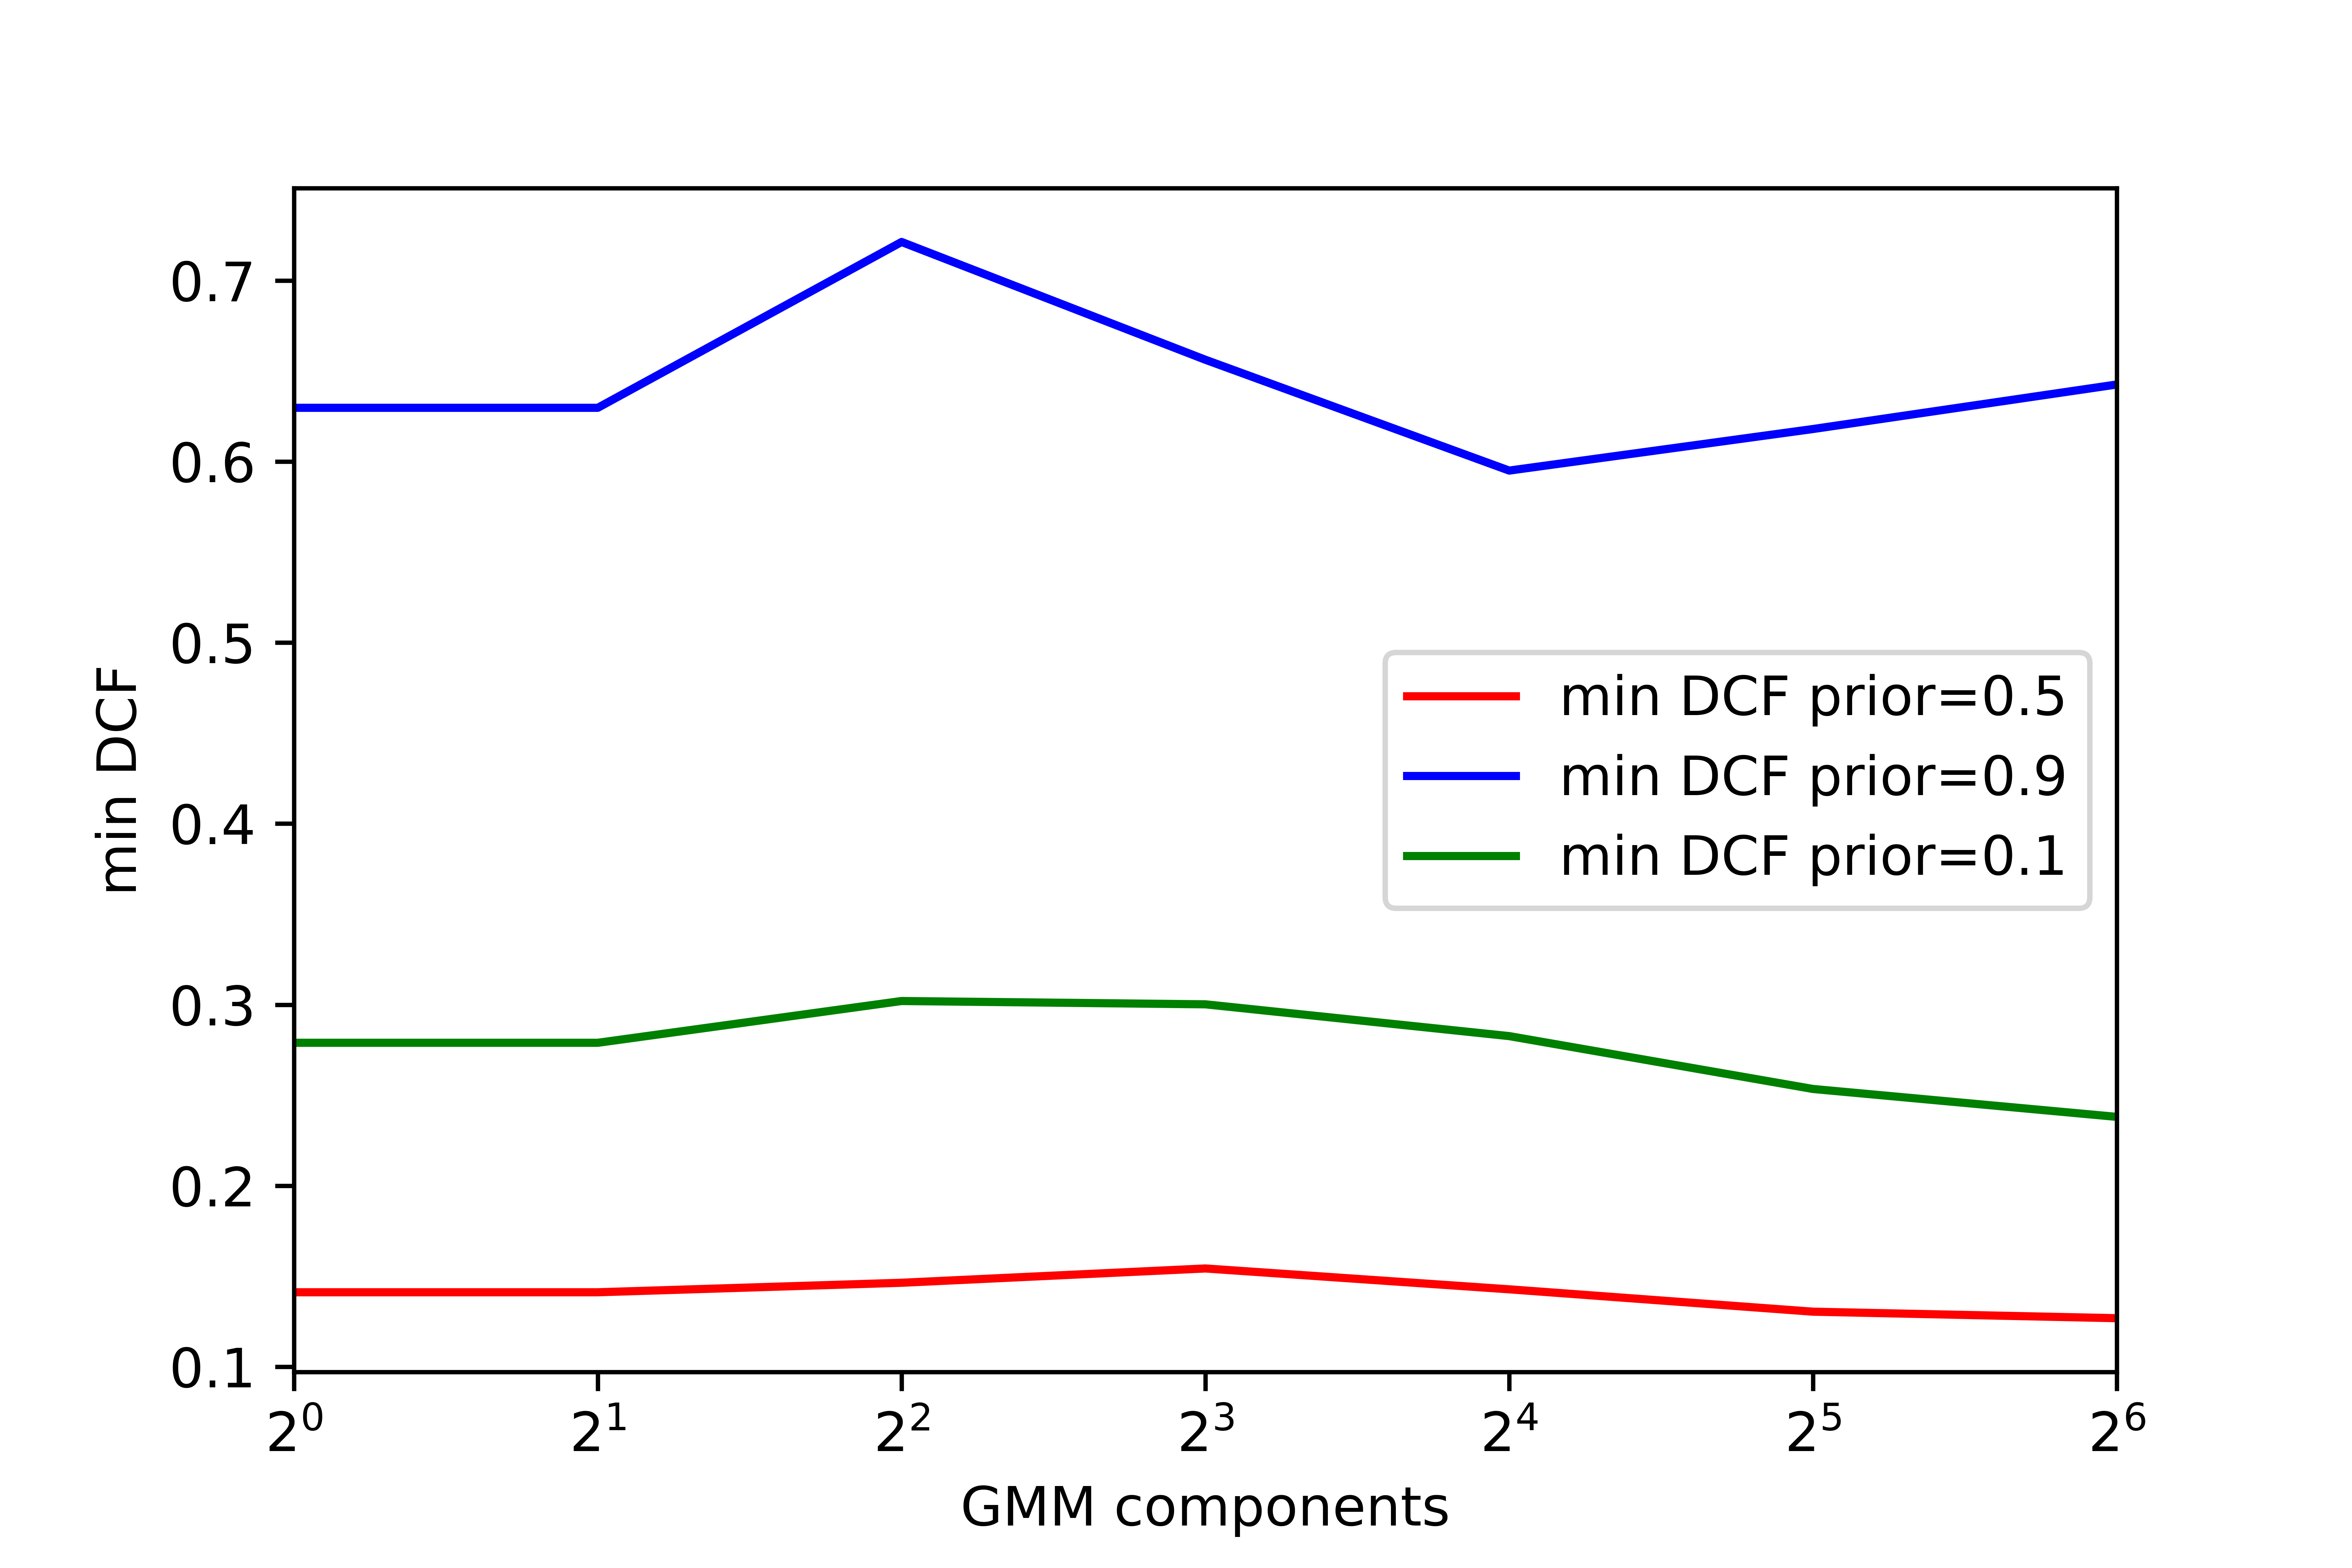 0.7
0.6
0.5
0.4
0.3
0.2
0.1
min DCF
min DCF prior=0.5
min DCF prior=0.9
min DCF prior=0.1
2⁰ 2¹ 2² 2³ 2⁴ 2⁵ 2⁶
GMM components